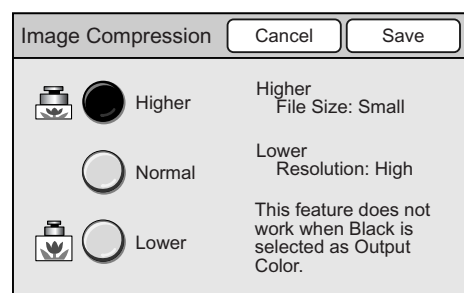 Image Compression
Cancel
Save
Higher
Normal
Lower
Higher
File Size: Small
Lower
Resolution: High
This feature does not
work when Black is
selected as Output
Color.